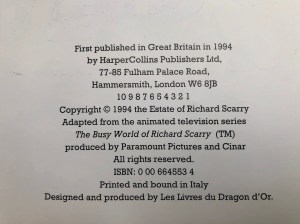 First published in Great Britain in 1994
by HarperCollins Publishers Ltd,
77-85 Fulham Palace Road,
Hammersmith, London W6 8JB
10 9 8 7 6 5 4 3 2 1
Copyright © 1994 the Estate of Richard Scarry
Adapted from the animated television series
The Busy World of Richard Scarry (TM)
produced by Paramount Pictures and Cinar
All rights reserved.
ISBN: 0 00 664553 4
Printed and bound in Italy
Designed and produced by Les Livres du Dragon d'Or.